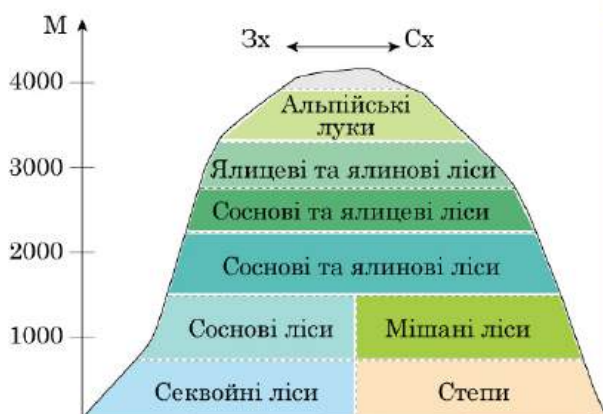 М
Зх
Сх
4000
Альпійські
луки
3000
Ялицеві та ялинові ліси
Соснові та ялицеві ліси
2000
Соснові та ялинові ліси
1000
Соснові ліси
Мішані ліси
Секвойні ліси
Степи